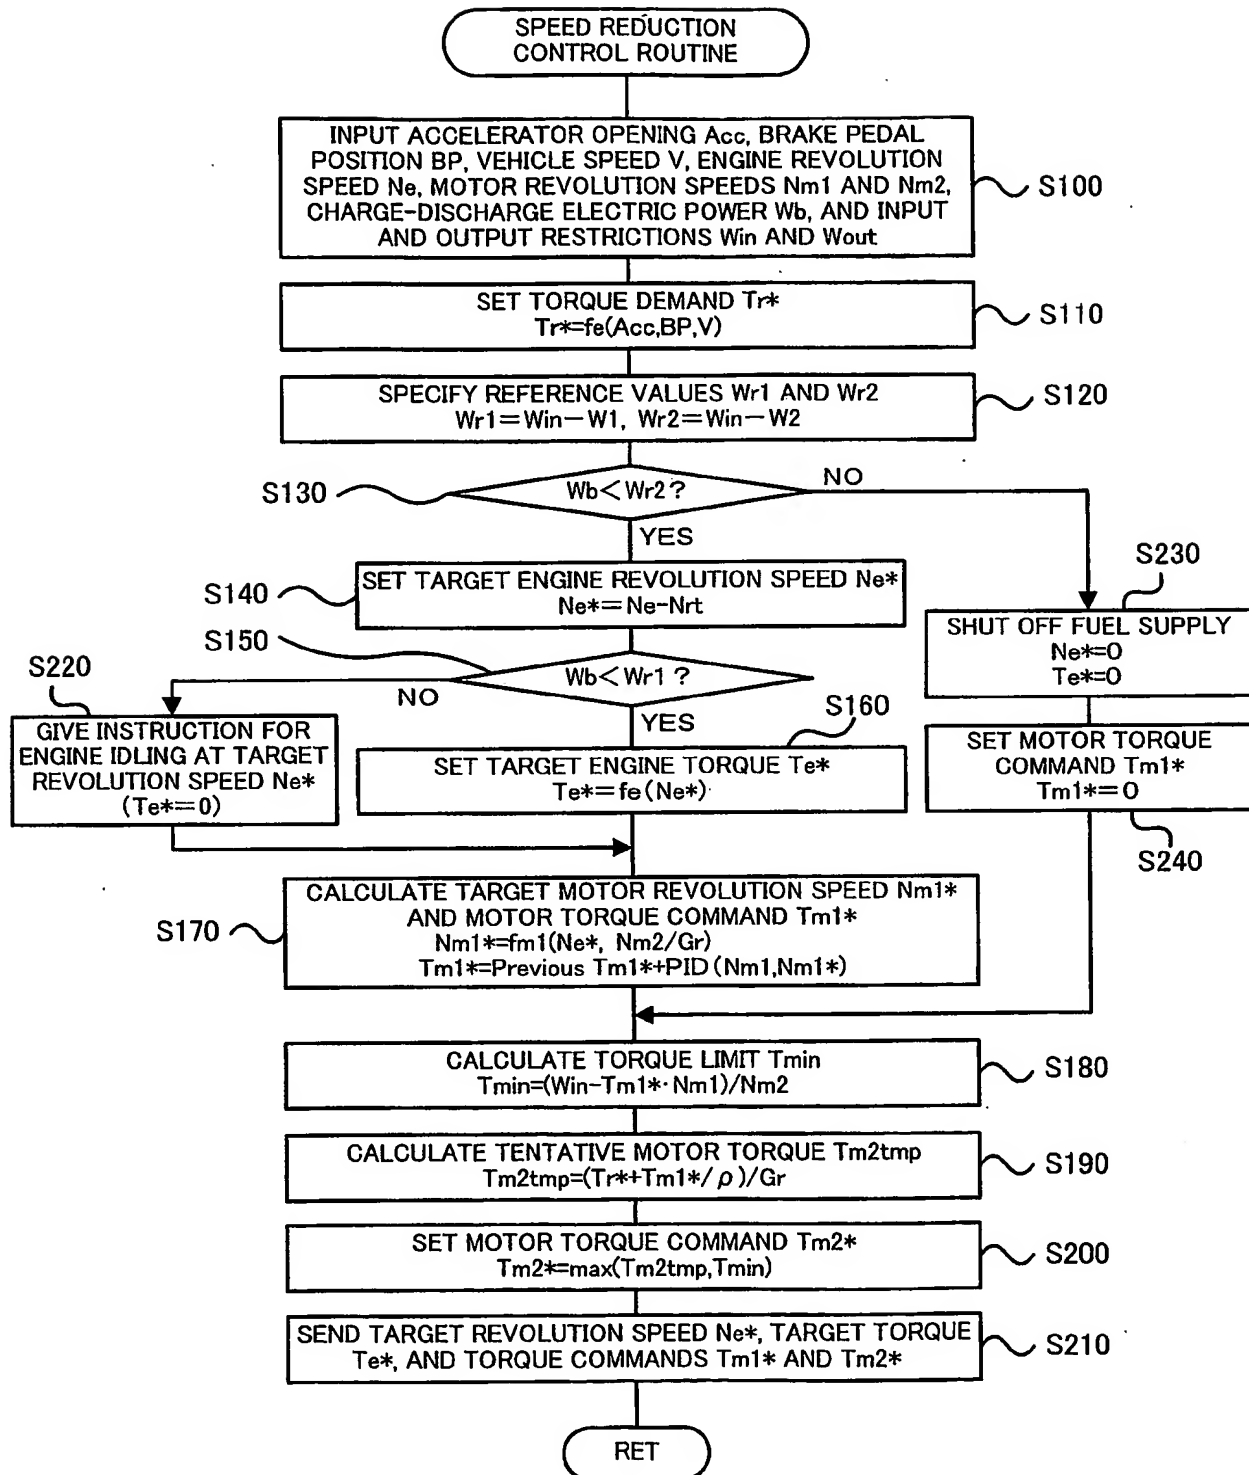 SPEED REDUCTION
CONTROL ROUTINE
INPUT ACCELERATOR OPENING Acc, BRAKE PEDAL
POSITION BP, VEHICLE SPEED V, ENGINE REVOLUTION
SPEED Ne, MOTOR REVOLUTION SPEEDS Nm1 AND Nm2,
CHARGE-DISCHARGE ELECTRIC POWER Wb, AND INPUT
AND OUTPUT RESTRICTIONS Win AND Wout
S100
SET TORQUE DEMAND Tr*
Tr*=fe(Acc,BP,V)
S110
SPECIFY REFERENCE VALUES Wr1 AND Wr2
Wr1=Win-W1, Wr2=Win-W2
S120
S130
Wb<Wr2?
NO
YES
S140
SET TARGET ENGINE REVOLUTION SPEED Ne*
Ne*=Ne-Nrt
S230
SHUT OFF FUEL SUPPLY
Ne*=0
Te*=0
S150
Wb<Wr1?
NO
YES
S220
GIVE INSTRUCTION FOR
ENGINE IDLING AT TARGET
REVOLUTION SPEED Ne*
(Te*=0)
S160
SET TARGET ENGINE TORQUE Te*
Te*=fe(Ne*)
SET MOTOR TORQUE
COMMAND Tm1*
Tm1*=0
S240
S170
CALCULATE TARGET MOTOR REVOLUTION SPEED Nm1*
AND MOTOR TORQUE COMMAND Tm1*
Nm1*=fm1(Ne*, Nm2/Gr)
Tm1*=Previous Tm1*+PID(Nm1,Nm1*)
CALCULATE TORQUE LIMIT Tmin
Tmin=(Win-Tm1*·Nm1)/Nm2
S180
CALCULATE TENTATIVE MOTOR TORQUE Tm2tmp
Tm2tmp=(Tr*+Tm1*/ρ)/Gr
S190
SET MOTOR TORQUE COMMAND Tm2*
Tm2*=max(Tm2tmp,Tmin)
S200
SEND TARGET REVOLUTION SPEED Ne*, TARGET TORQUE
Te*, AND TORQUE COMMANDS Tm1* AND Tm2*
S210
RET